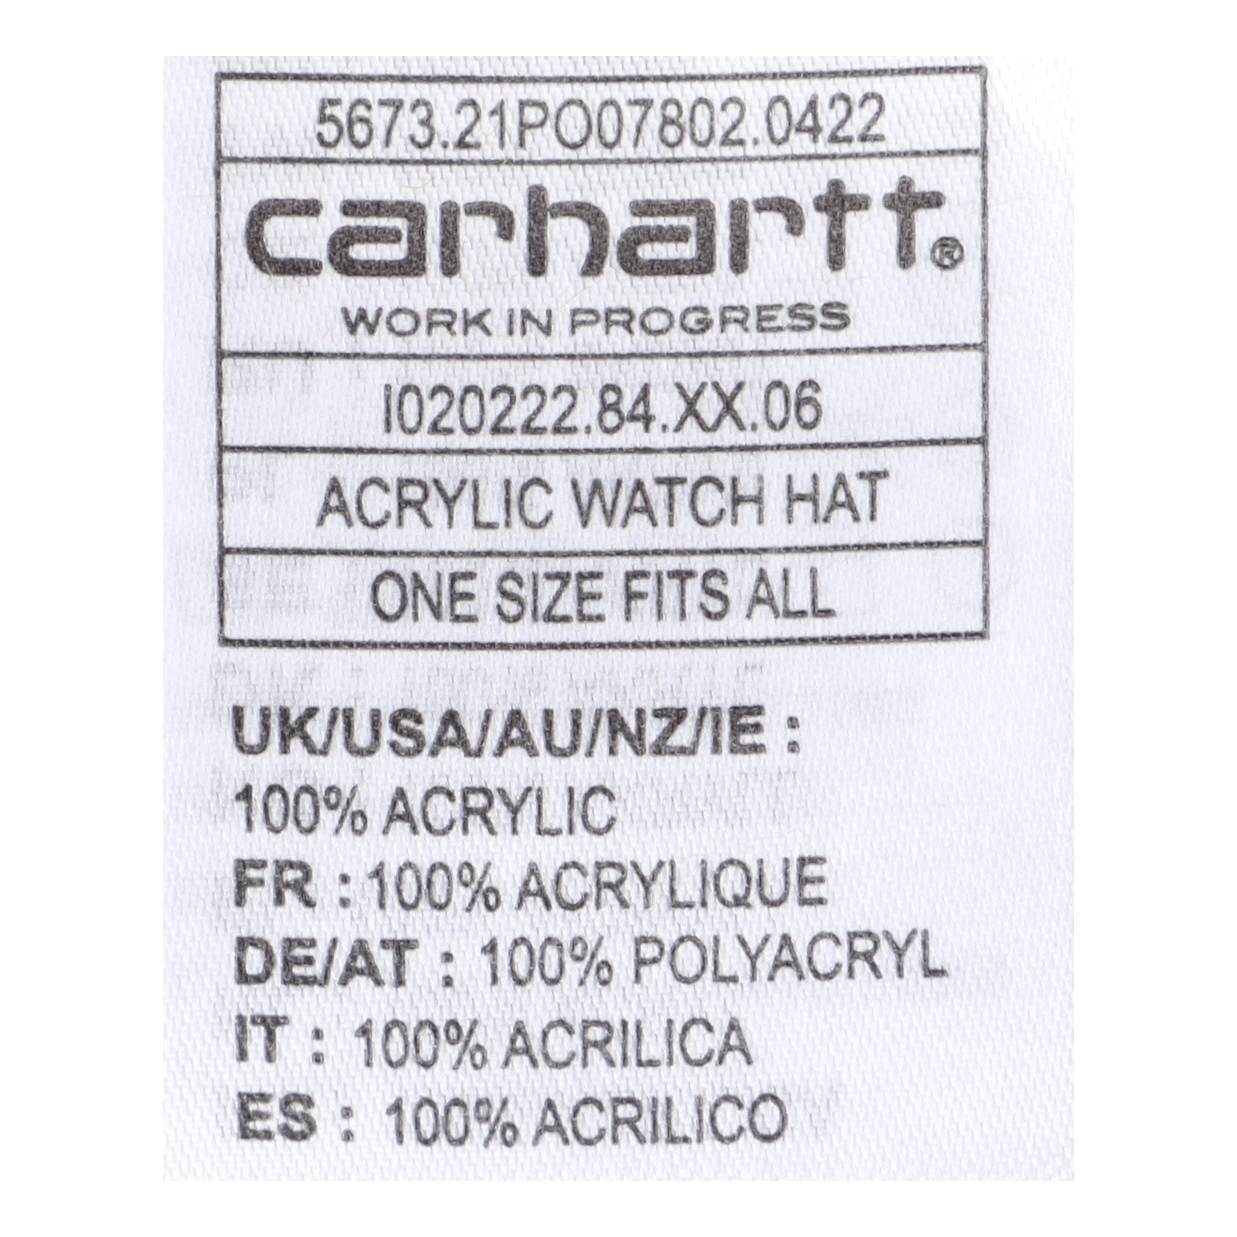 5673.21PO07802.0422
carhartt®
WORK IN PROGRESS
I020222.84.XX.06
ACRYLIC WATCH HAT
ONE SIZE FITS ALL
UK/USA/AU/NZ/IE :
100% ACRYLIC
FR : 100% ACRYLIQUE
DE/AT : 100% POLYACRYL
IT : 100% ACRILICA
ES : 100% ACRILICO